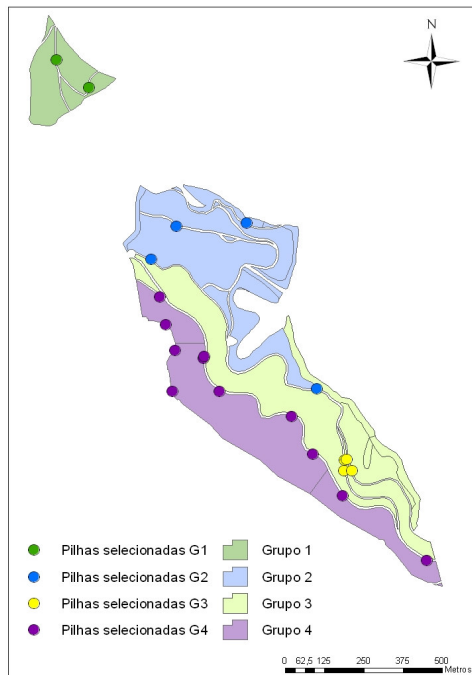 N
Pilhas selecionadas G1 Grupo 1
Pilhas selecionadas G2 Grupo 2
Pilhas selecionadas G3 Grupo 3
Pilhas selecionadas G4 Grupo 4
0 62,5 125 250 375 500
Metros